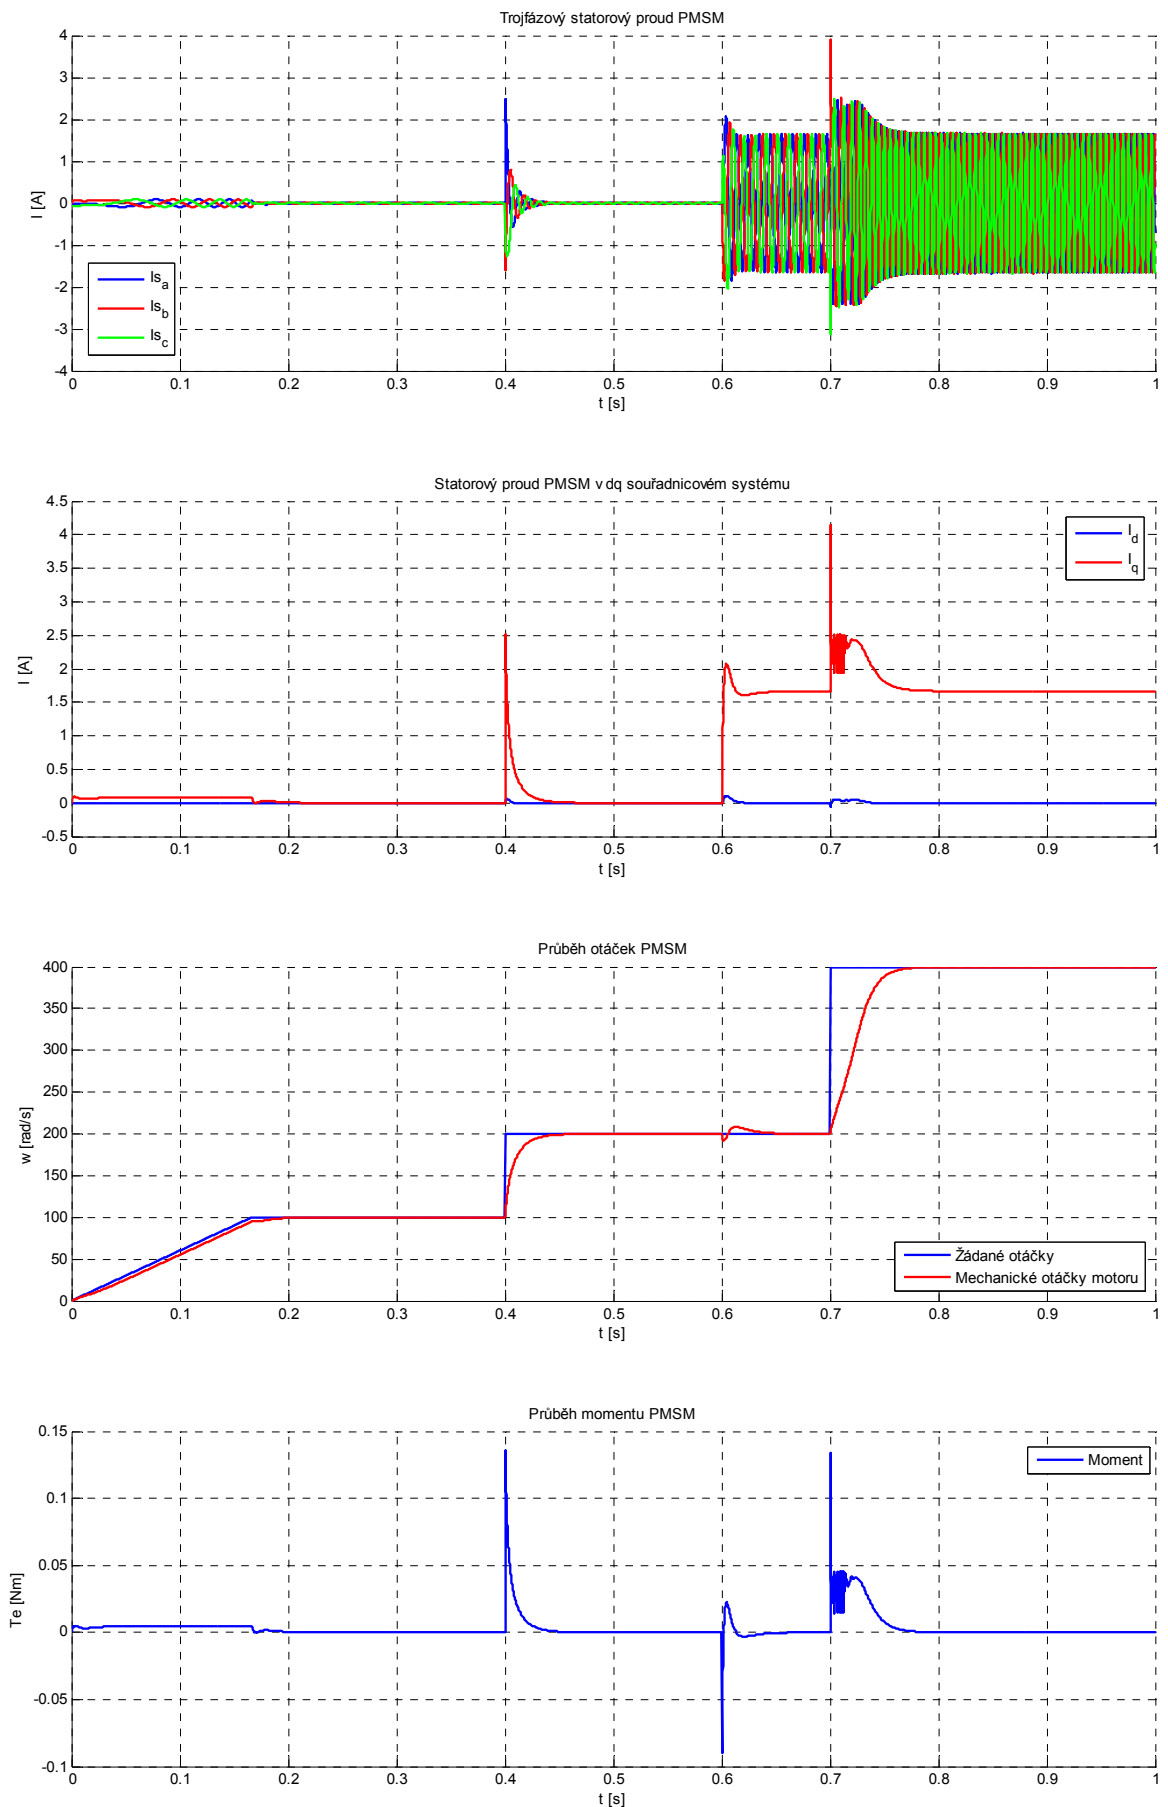 Trojfázový statorový proud PMSM
4
3
2
1
0
-1
-2
-3
-4
I [A]
Is_a
Is_b
Is_c
0 0.1 0.2 0.3 0.4 0.5 0.6 0.7 0.8 0.9 1
t [s]
Statorový proud PMSM v dq souřadnicovém systému
4.5
4
3.5
3
2.5
2
1.5
1
0.5
0
-0.5
I [A]
I_d
I_q
0 0.1 0.2 0.3 0.4 0.5 0.6 0.7 0.8 0.9 1
t [s]
Průběh otáček PMSM
400
350
300
250
200
150
100
50
0
w [rad/s]
Žádané otáčky
Mechanické otáčky motoru
0 0.1 0.2 0.3 0.4 0.5 0.6 0.7 0.8 0.9 1
t [s]
Průběh momentu PMSM
0.15
0.1
0.05
0
-0.05
-0.1
Te [Nm]
Moment
0 0.1 0.2 0.3 0.4 0.5 0.6 0.7 0.8 0.9 1
t [s]